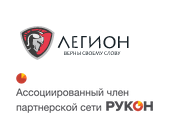 ЛЕГИОН
ВЕРНЫ СВОЕМУ СЛОВУ
Ассоциированный член
партнерской сети РУКОН